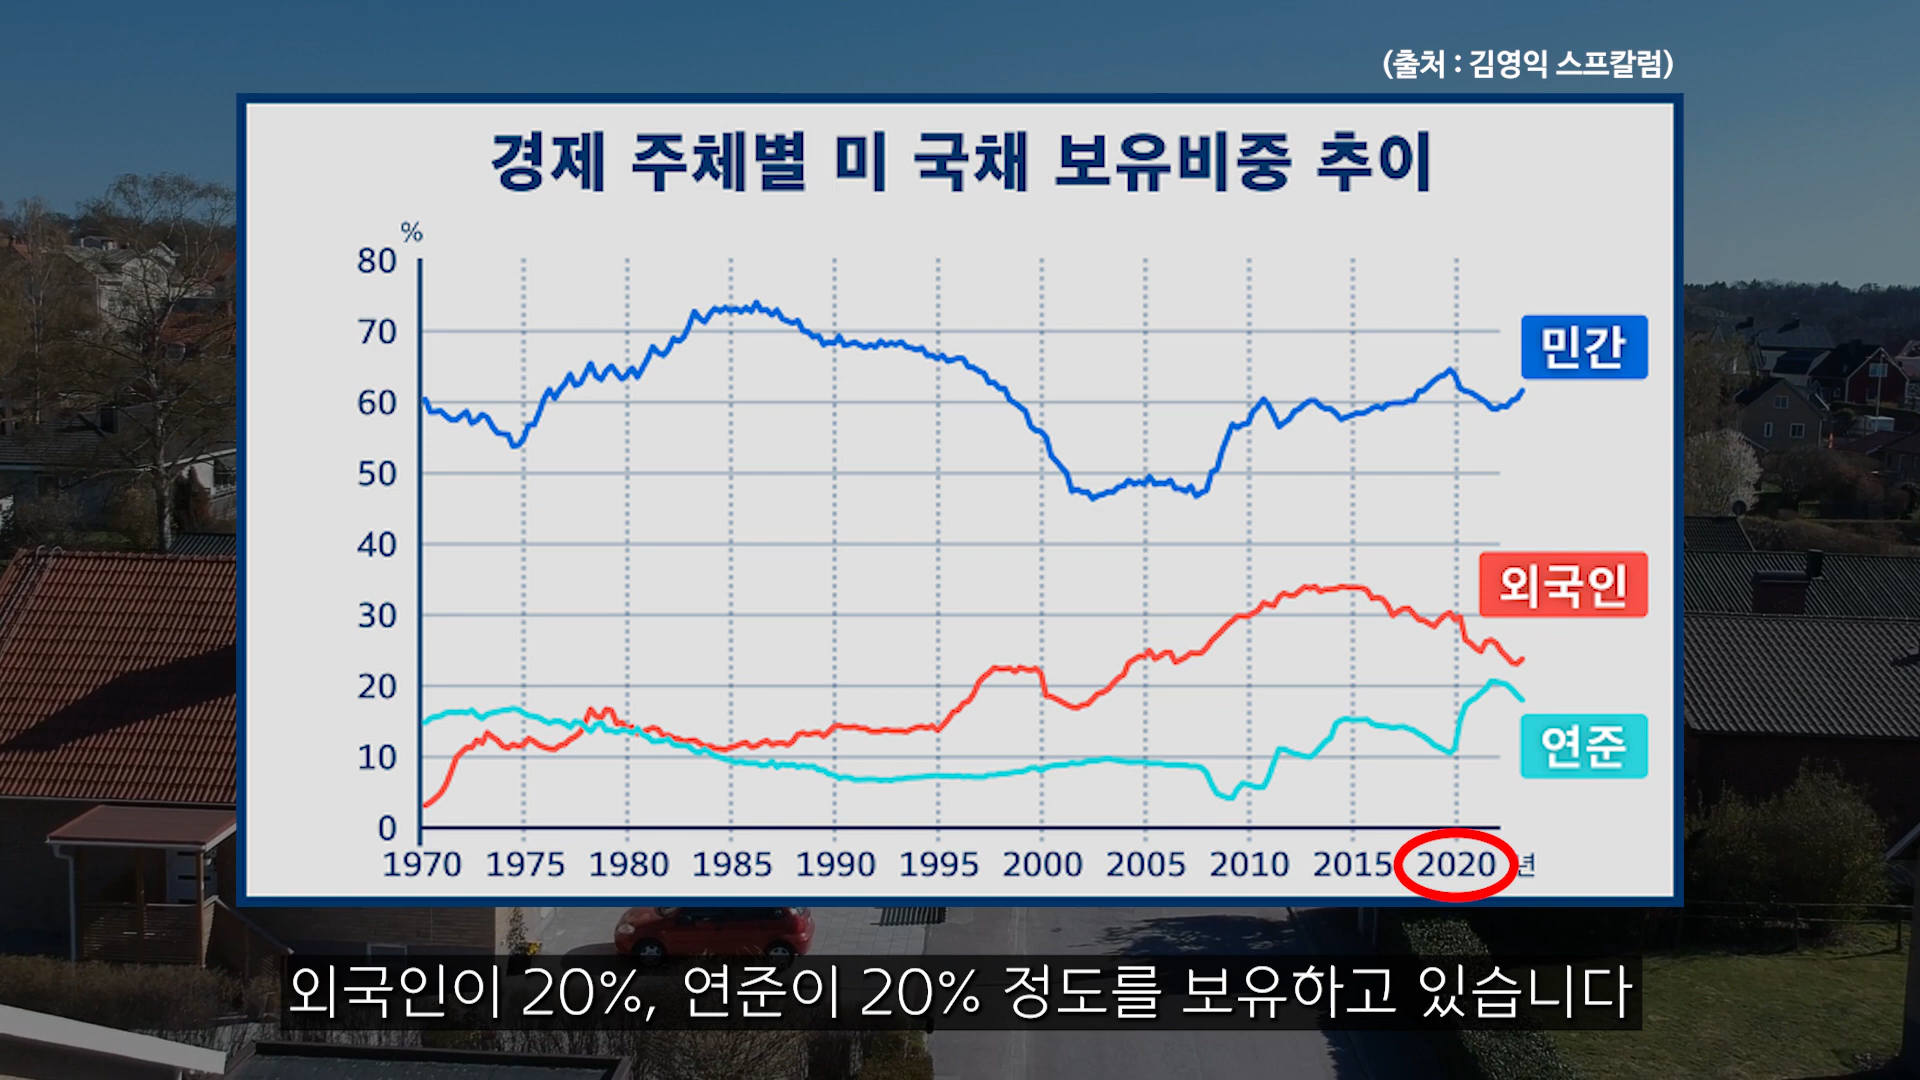 (출처 : 김영익 스프칼럼)
경제 주체별 미 국채 보유비중 추이
%
80
70
60
50
40
30
20
10
0
민간
외국인
연준
1970 1975 1980 1985 1990 1995 2000 2005 2010 2015 2020 년
외국인이 20%, 연준이 20% 정도를 보유하고 있습니다